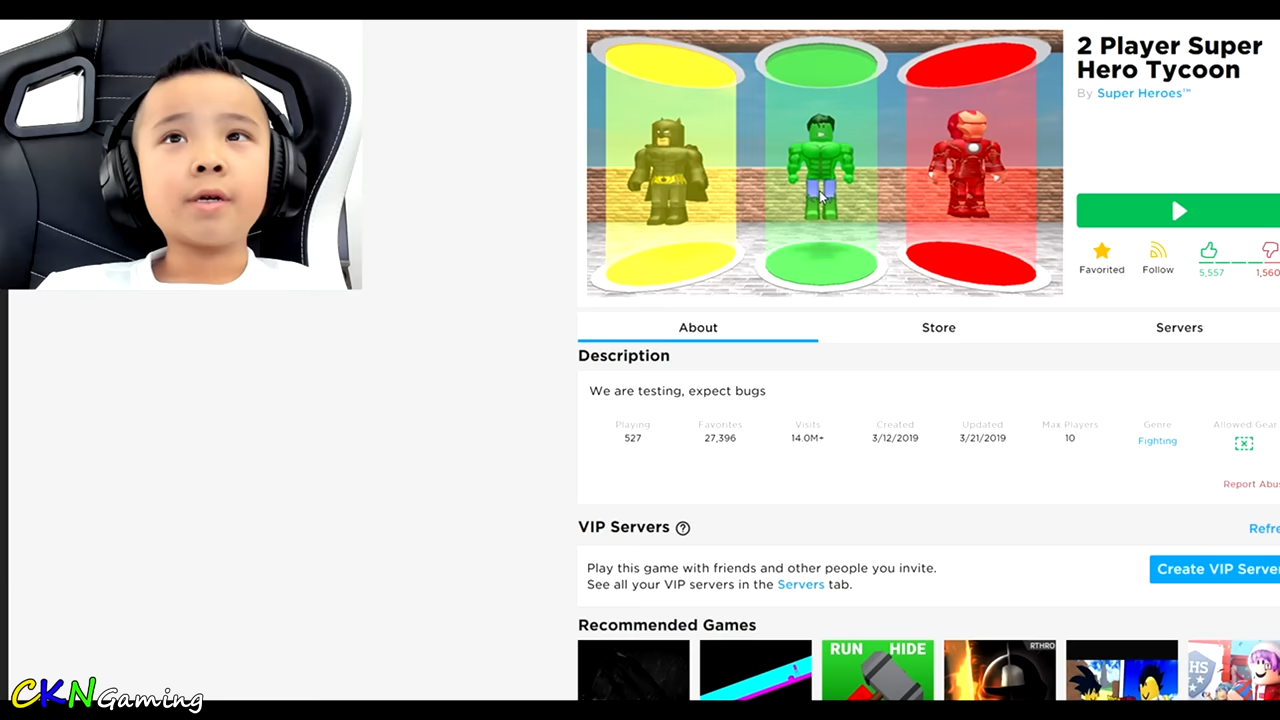 2 Player Super
Hero Tycoon
By Super Heroes™
Favorited
Follow
5,557
1,560
About
Store
Servers
Description
We are testing, expect bugs
Playing
Favorites
Visits
Created
Updated
Max Players
Genre
Allowed Gear
527
27,396
14.0M+
3/12/2019
3/21/2019
10
Fighting
Report Abus
VIP Servers ?
Refre
Play this game with friends and other people you invite.
See all your VIP servers in the Servers tab.
Create VIP Server
Recommended Games
RUN HIDE
RTHRO
HS
CKNGaming